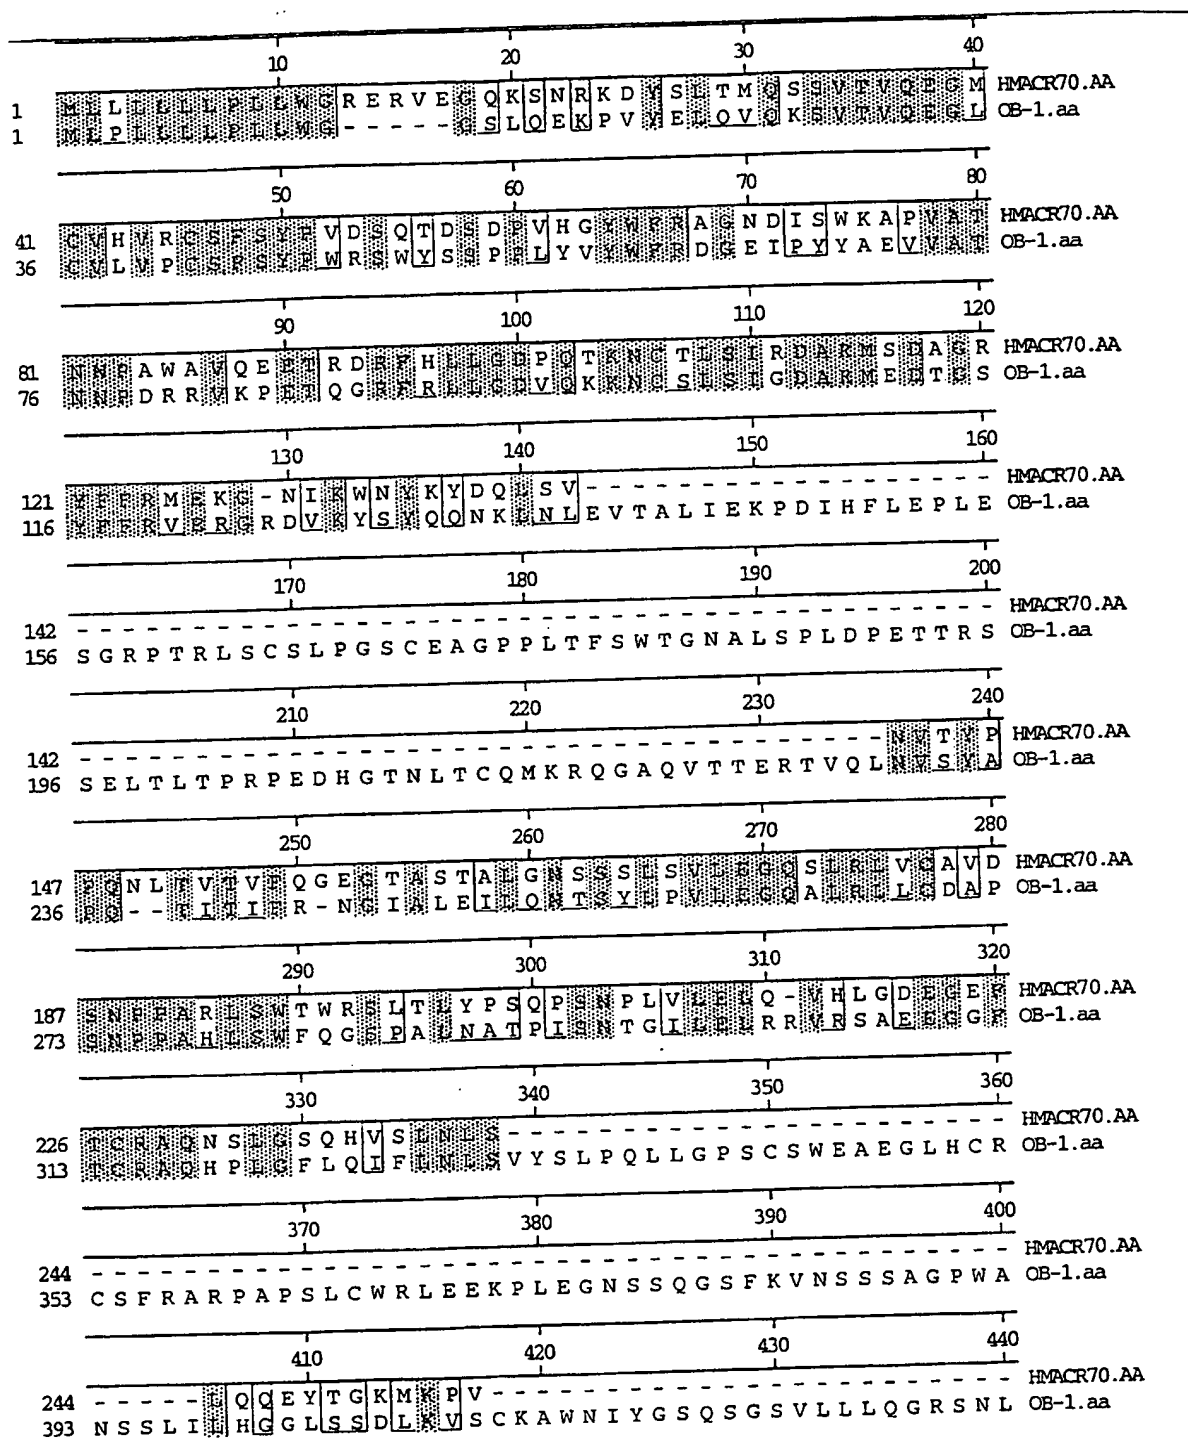 10 20 30 40
1 M L L L L L L P L L W G R E R V E G Q K S N R K D Y S L T M Q S S V T V Q E G M HMACR70.AA
1 M L P L L L L P L L W G - - - - - G S L Q E K P V Y E L Q V Q K S V T V Q E G L OB-1.aa
50 60 70 80
41 C V H V R C S F S Y P V D S Q T D S D P V H G Y W F R A G N D I S W K A P V A T HMACR70.AA
36 C V L V P C S R S Y P W R S W Y S S P P L Y V Y W F R D G E I P Y Y A E V V A T OB-1.aa
90 100 110 120
81 N N P A W A V Q E E T R D R F H L L G D P Q T K N C T L S I R D A R M S D A G R HMACR70.AA
76 N N P D R R V K P E T Q G R F R L L G D V Q K K N C S L S I G D A R M E D T G S OB-1.aa
130 140 150 160
121 Y F F R M E K G - N I K W N Y K Y D Q L S V - - - - - - - - - - - - - - - - - - HMACR70.AA
116 Y F F R V E R G R D V K Y S Y Q Q N K L N L E V T A L I E K P D I H F L E P L E OB-1.aa
170 180 190 200
142 - - - - - - - - - - - - - - - - - - - - - - - - - - - - - - - - - - - - - - - - HMACR70.AA
156 S G R P T R L S C S L P G S C E A G P P L T F S W T G N A L S P L D P E T T R S OB-1.aa
210 220 230 240
142 - - - - - - - - - - - - - - - - - - - - - - - - - - - - - - - - - - - N V T Y P HMACR70.AA
196 S E L T L T P R P E D H G T N L T C Q M K R Q G A Q V T T E R T V Q L N V S Y A OB-1.aa
250 260 270 280
147 P Q N L T V T V F Q G E G T A S T A L G N S S S L S V L E G Q S L R L V C A V D HMACR70.AA
236 P Q - - T I T I F R - N G I A L E I L Q N T S Y L P V L E G Q A L R L L C D A P OB-1.aa
290 300 310 320
187 S N P P A R L S W T W R S L T L Y P S Q P S N P L V L E L Q - V H L G D E G E F HMACR70.AA
273 S N P P A H L S W F Q G S P A L N A T P I S N T G I L E L R R V R S A E E G G F OB-1.aa
330 340 350 360
226 T C R A Q N S L G S Q H V S L N L S - - - - - - - - - - - - - - - - - - - - - - HMACR70.AA
313 T C R A Q H P L G F L Q I F L N L S V Y S L P Q L L G P S C S W E A E G L H C R OB-1.aa
370 380 390 400
244 - - - - - - - - - - - - - - - - - - - - - - - - - - - - - - - - - - - - - - - - HMACR70.AA
353 C S F R A R P A P S L C W R L E E K P L E G N S S Q G S F K V N S S S A G P W A OB-1.aa
410 420 430 440
244 - - - - - L Q Q E Y T G K M K P V - - - - - - - - - - - - - - - - - - - - - - - HMACR70.AA
393 N S S L I L H G G L S S D L K V S C K A W N I Y G S Q S G S V L L L Q G R S N L OB-1.aa